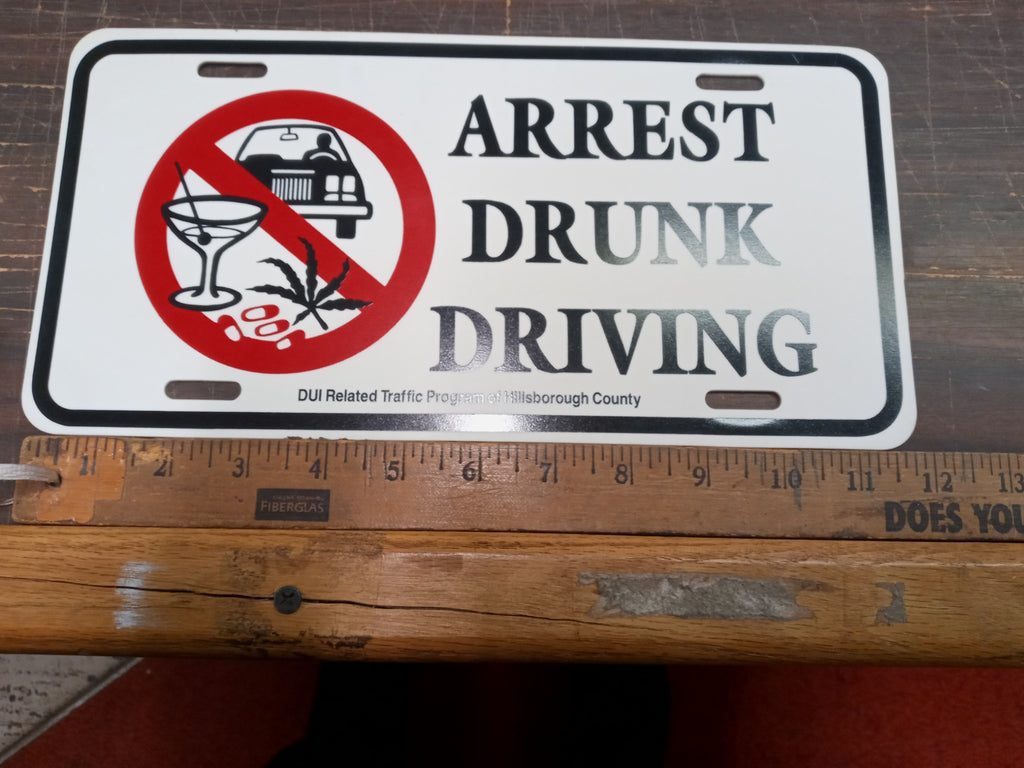 ARREST
DRUNK
DRIVING
DUI Related Traffic Program of Hillsborough County
1 2 3 4 5 6 7 8 9 10 11 12 13
FIBERGLAS
DOES YOU